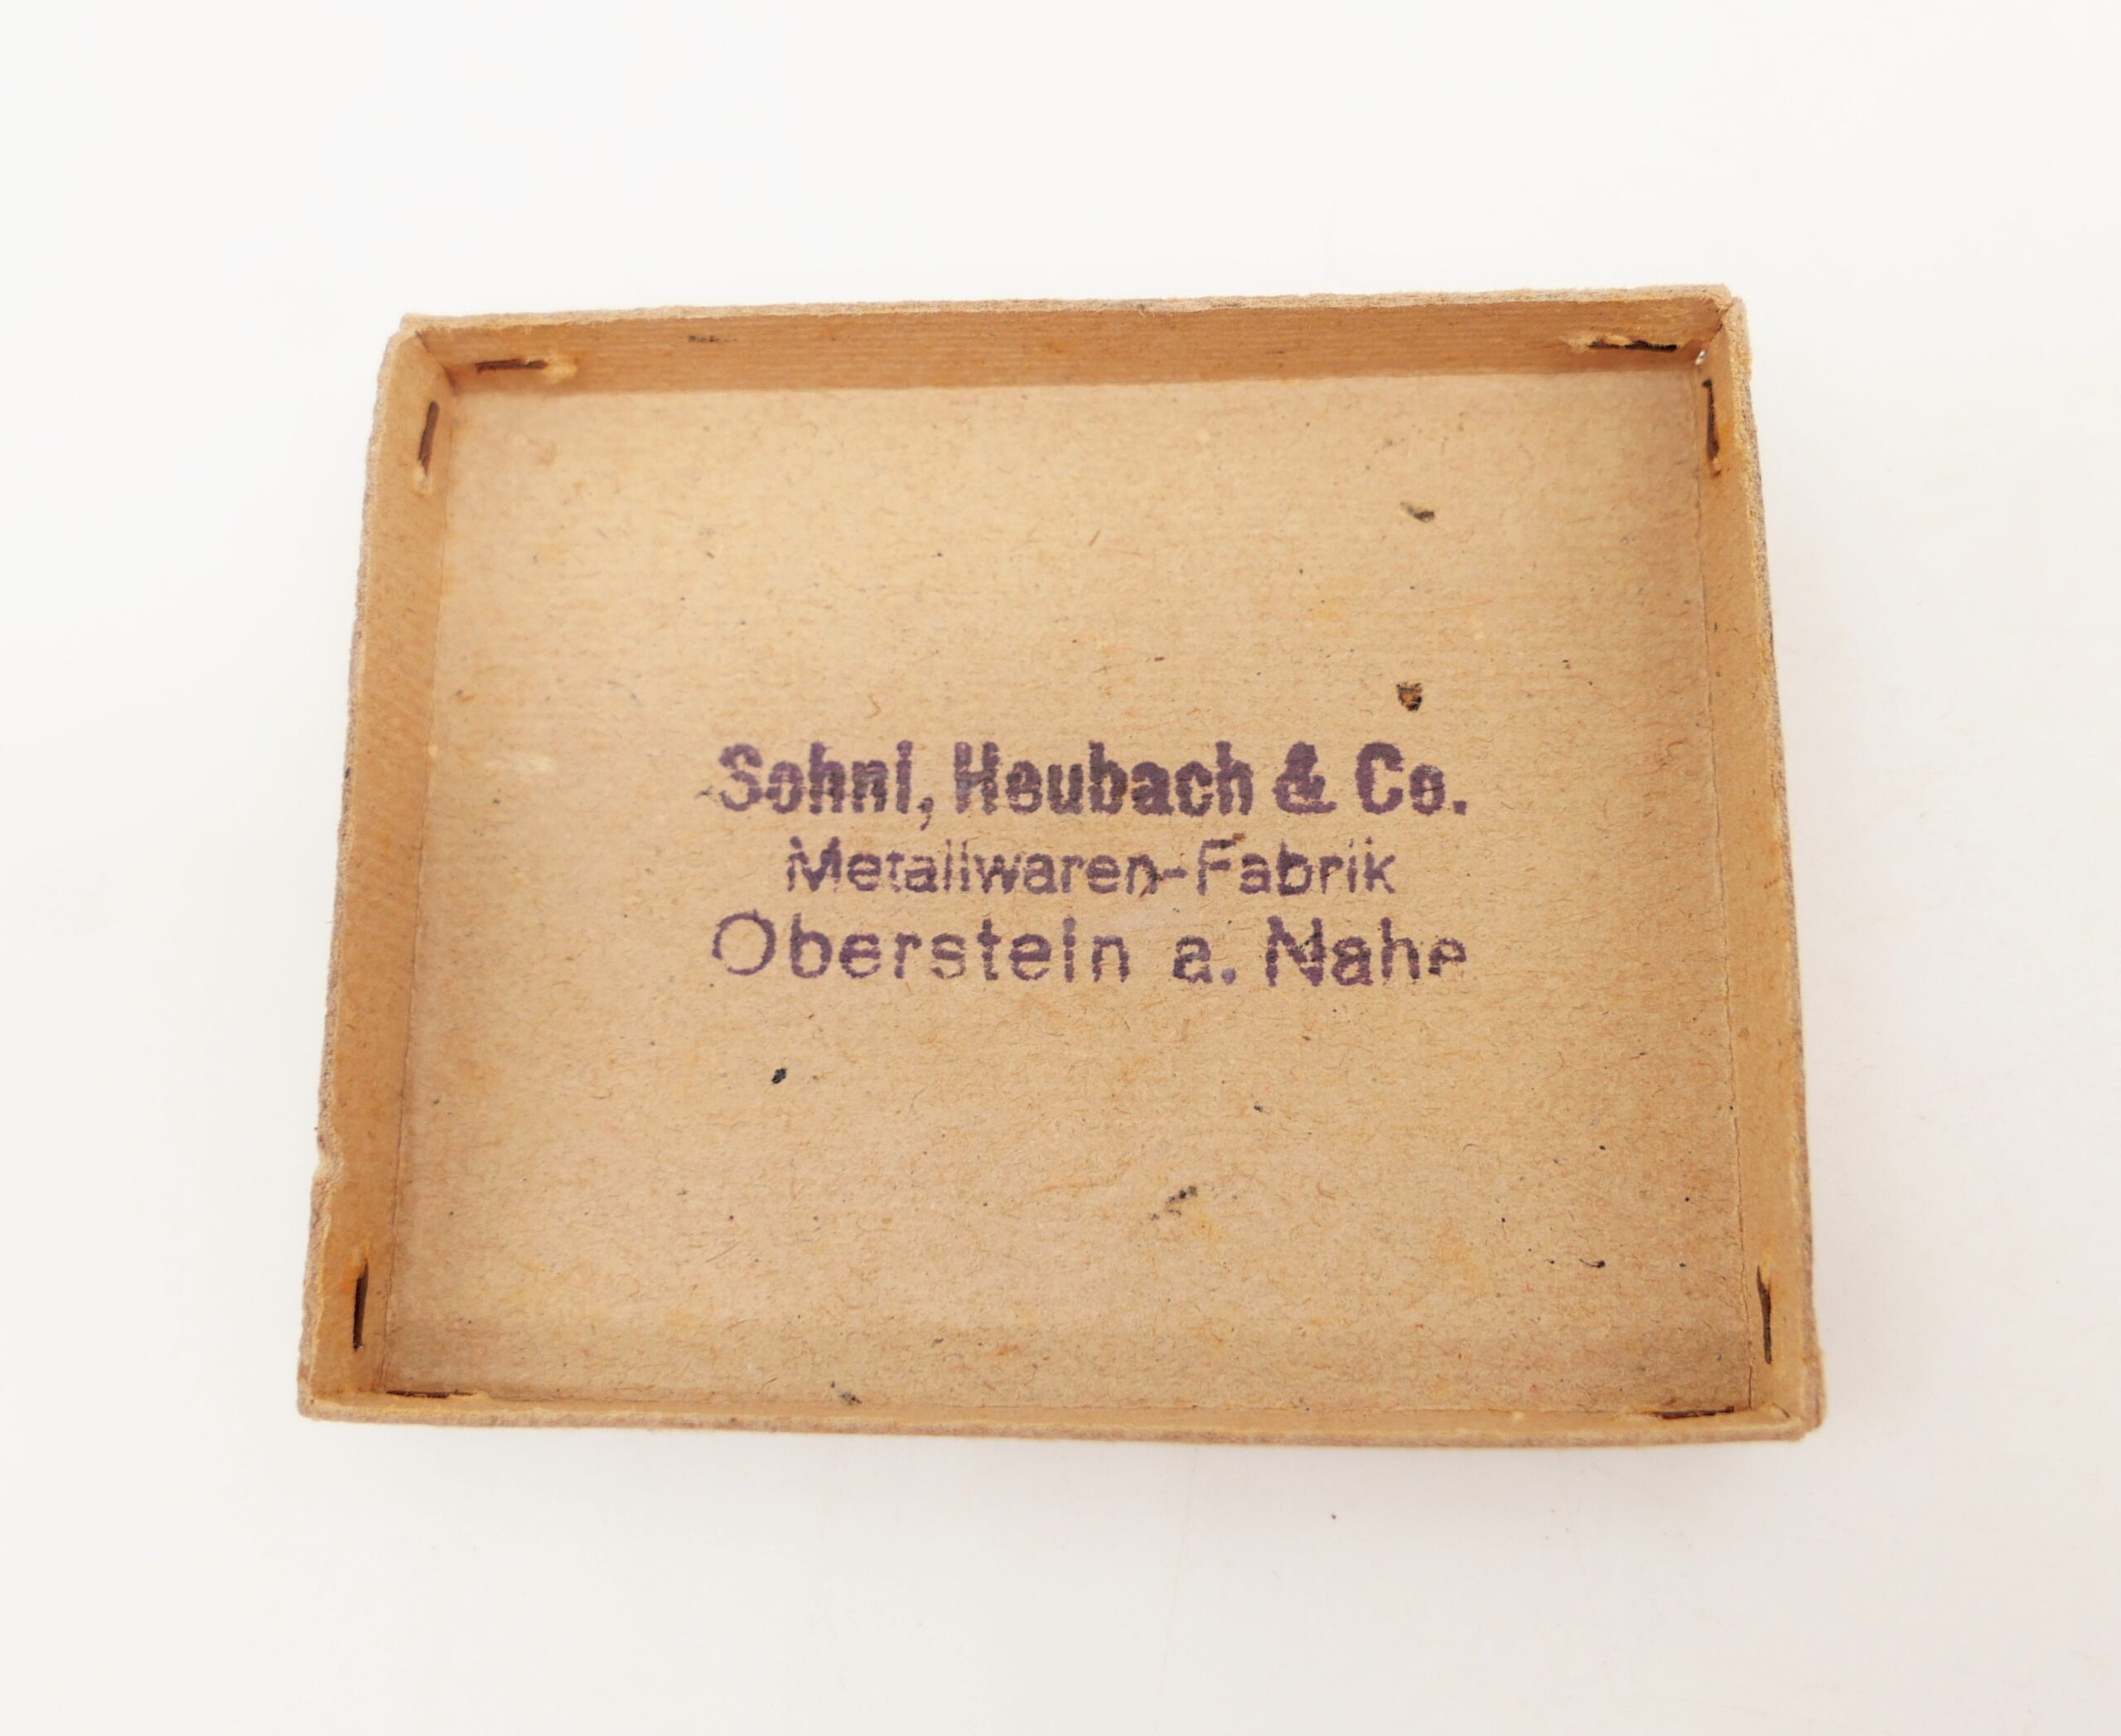 Sohni, Heubach & Co.
Metallwaren-Fabrik
Oberstein a. Nahe